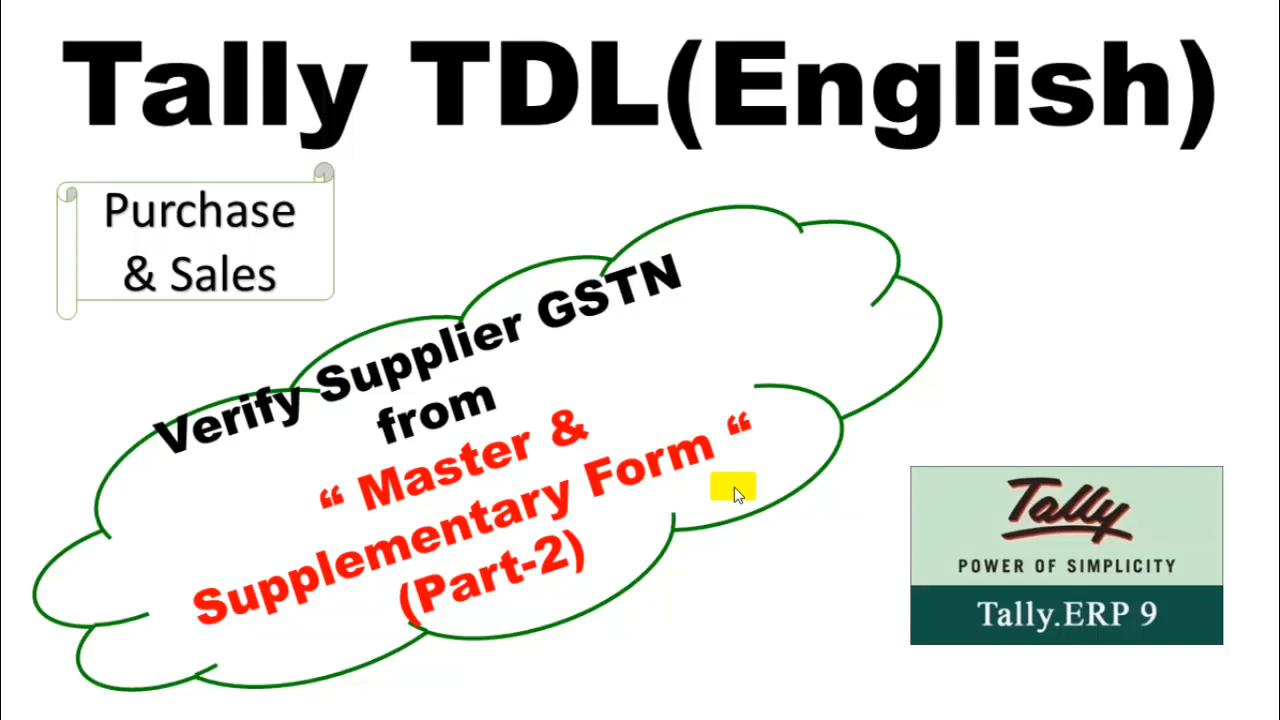 Tally TDL(English)
Purchase
& Sales
Verify Supplier GSTN
from
“ Master &
Supplementary Form “
(Part-2)
Tally
POWER OF SIMPLICITY
Tally.ERP 9